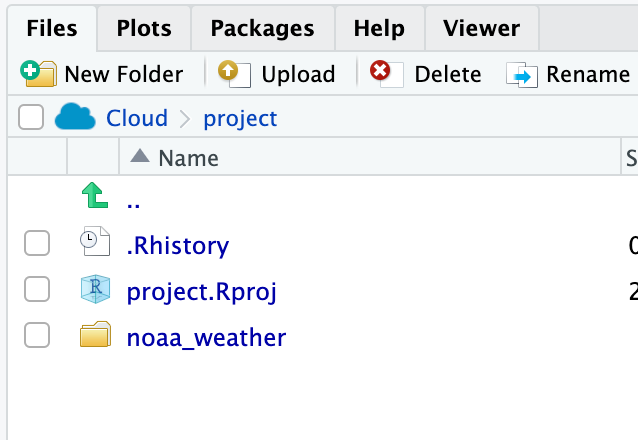 Files Plots Packages Help Viewer
New Folder Upload Delete Rename
Cloud project
Name S
..
.Rhistory 0
project.Rproj 2
noaa_weather